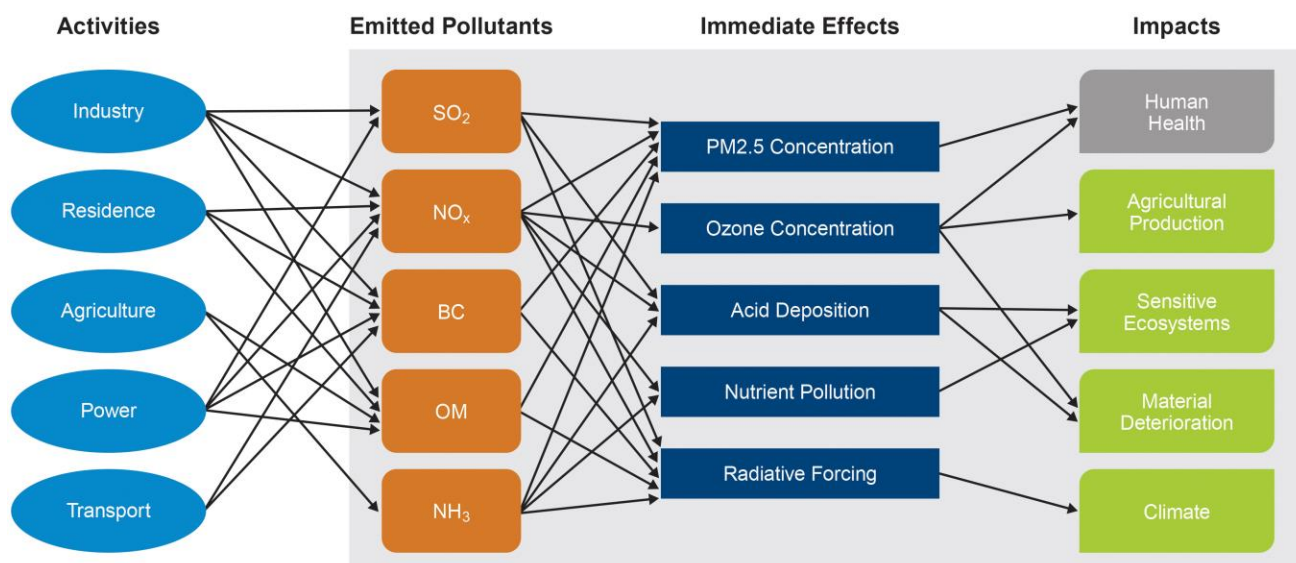 Activities
Emitted Pollutants
Immediate Effects
Impacts
Industry
Residence
Agriculture
Power
Transport
SO₂
NOₓ
BC
OM
NH₃
PM2.5 Concentration
Ozone Concentration
Acid Deposition
Nutrient Pollution
Radiative Forcing
Human
Health
Agricultural
Production
Sensitive
Ecosystems
Material
Deterioration
Climate